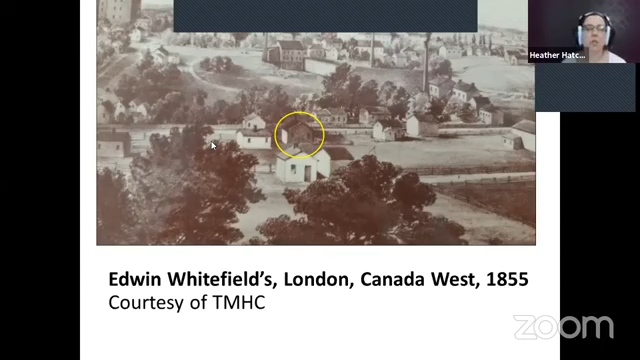 Heather Hatc...
Edwin Whitefield's, London, Canada West, 1855
Courtesy of TMHC
zoom